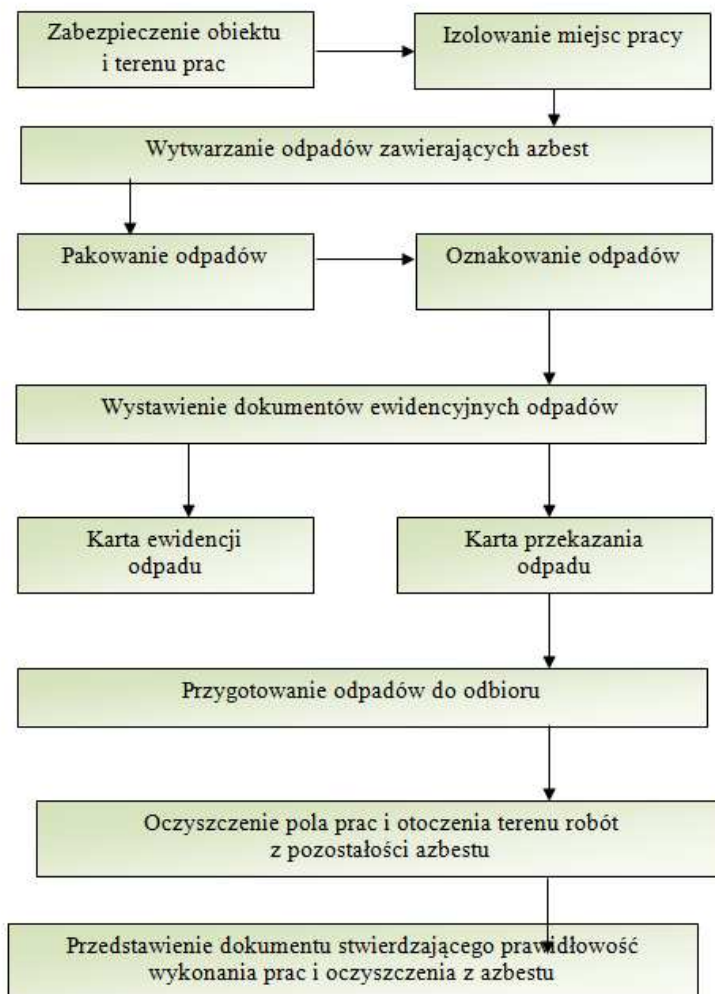 Zabezpieczenie obiektu
i terenu prac
Izolowanie miejsc pracy
Wytwarzanie odpadów zawierających azbest
Pakowanie odpadów
Oznakowanie odpadów
Wystawienie dokumentów ewidencyjnych odpadów
Karta ewidencji
odpadu
Karta przekazania
odpadu
Przygotowanie odpadów do odbioru
Oczyszczenie pola prac i otoczenia terenu robót
z pozostałości azbestu
Przedstawienie dokumentu stwierdzającego prawidłowość
wykonania prac i oczyszczenia z azbestu